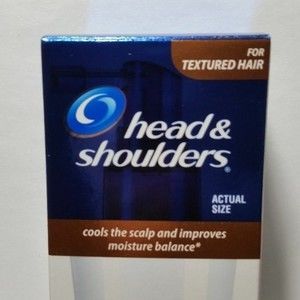 FOR
TEXTURED HAIR
head &
shoulders®
ACTUAL
SIZE
cools the scalp and improves
moisture balance*